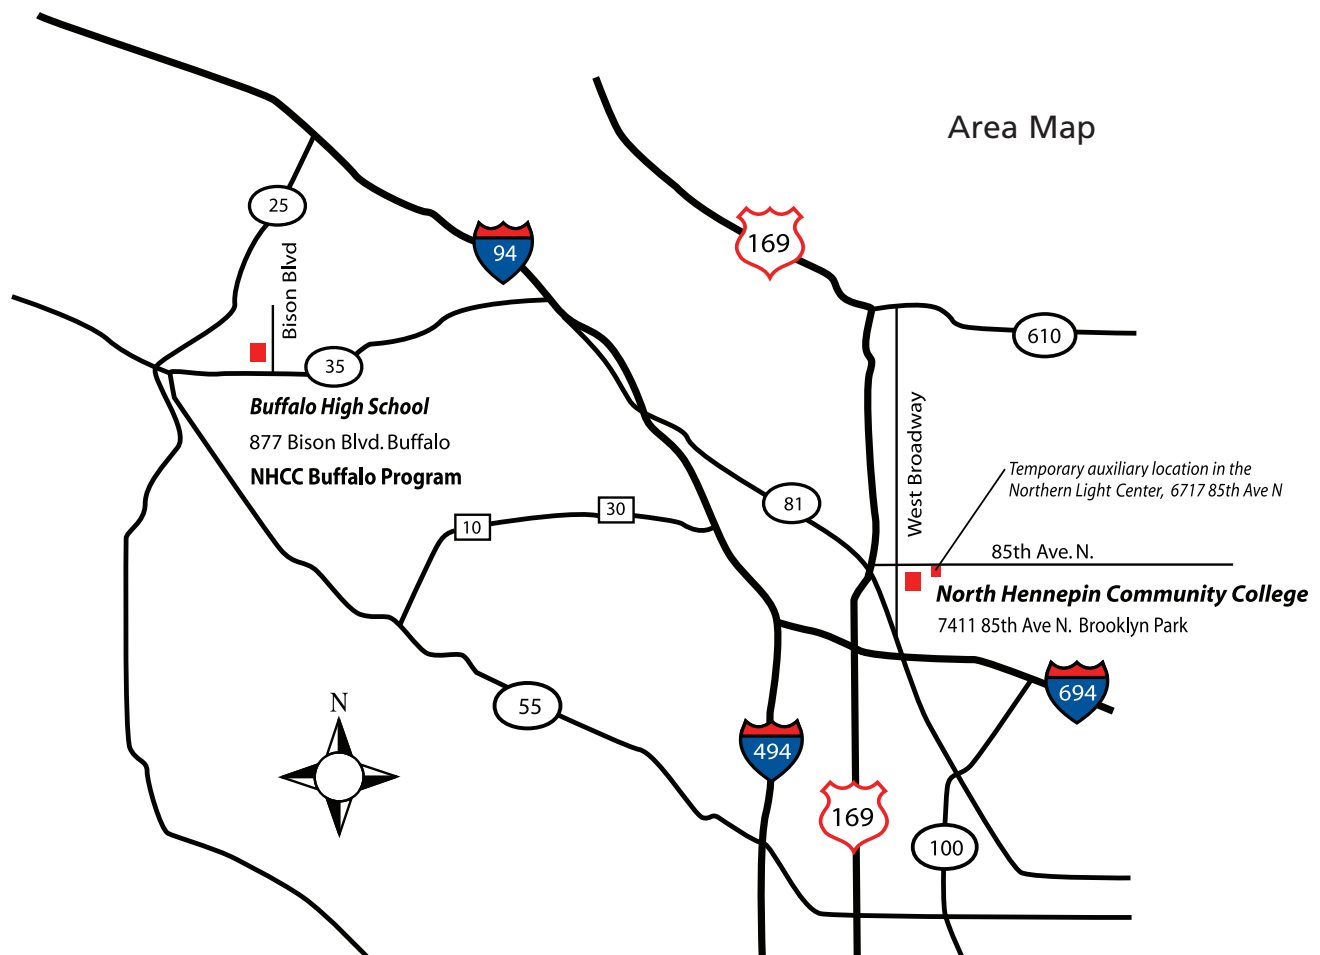 Area Map
25
Bison Blvd
94
169
610
35
Buffalo High School
877 Bison Blvd. Buffalo
NHCC Buffalo Program
West Broadway
Temporary auxiliary location in the
Northern Light Center, 6717 85th Ave N
81
10
30
85th Ave. N.
North Hennepin Community College
7411 85th Ave N. Brooklyn Park
N
55
694
494
169
100